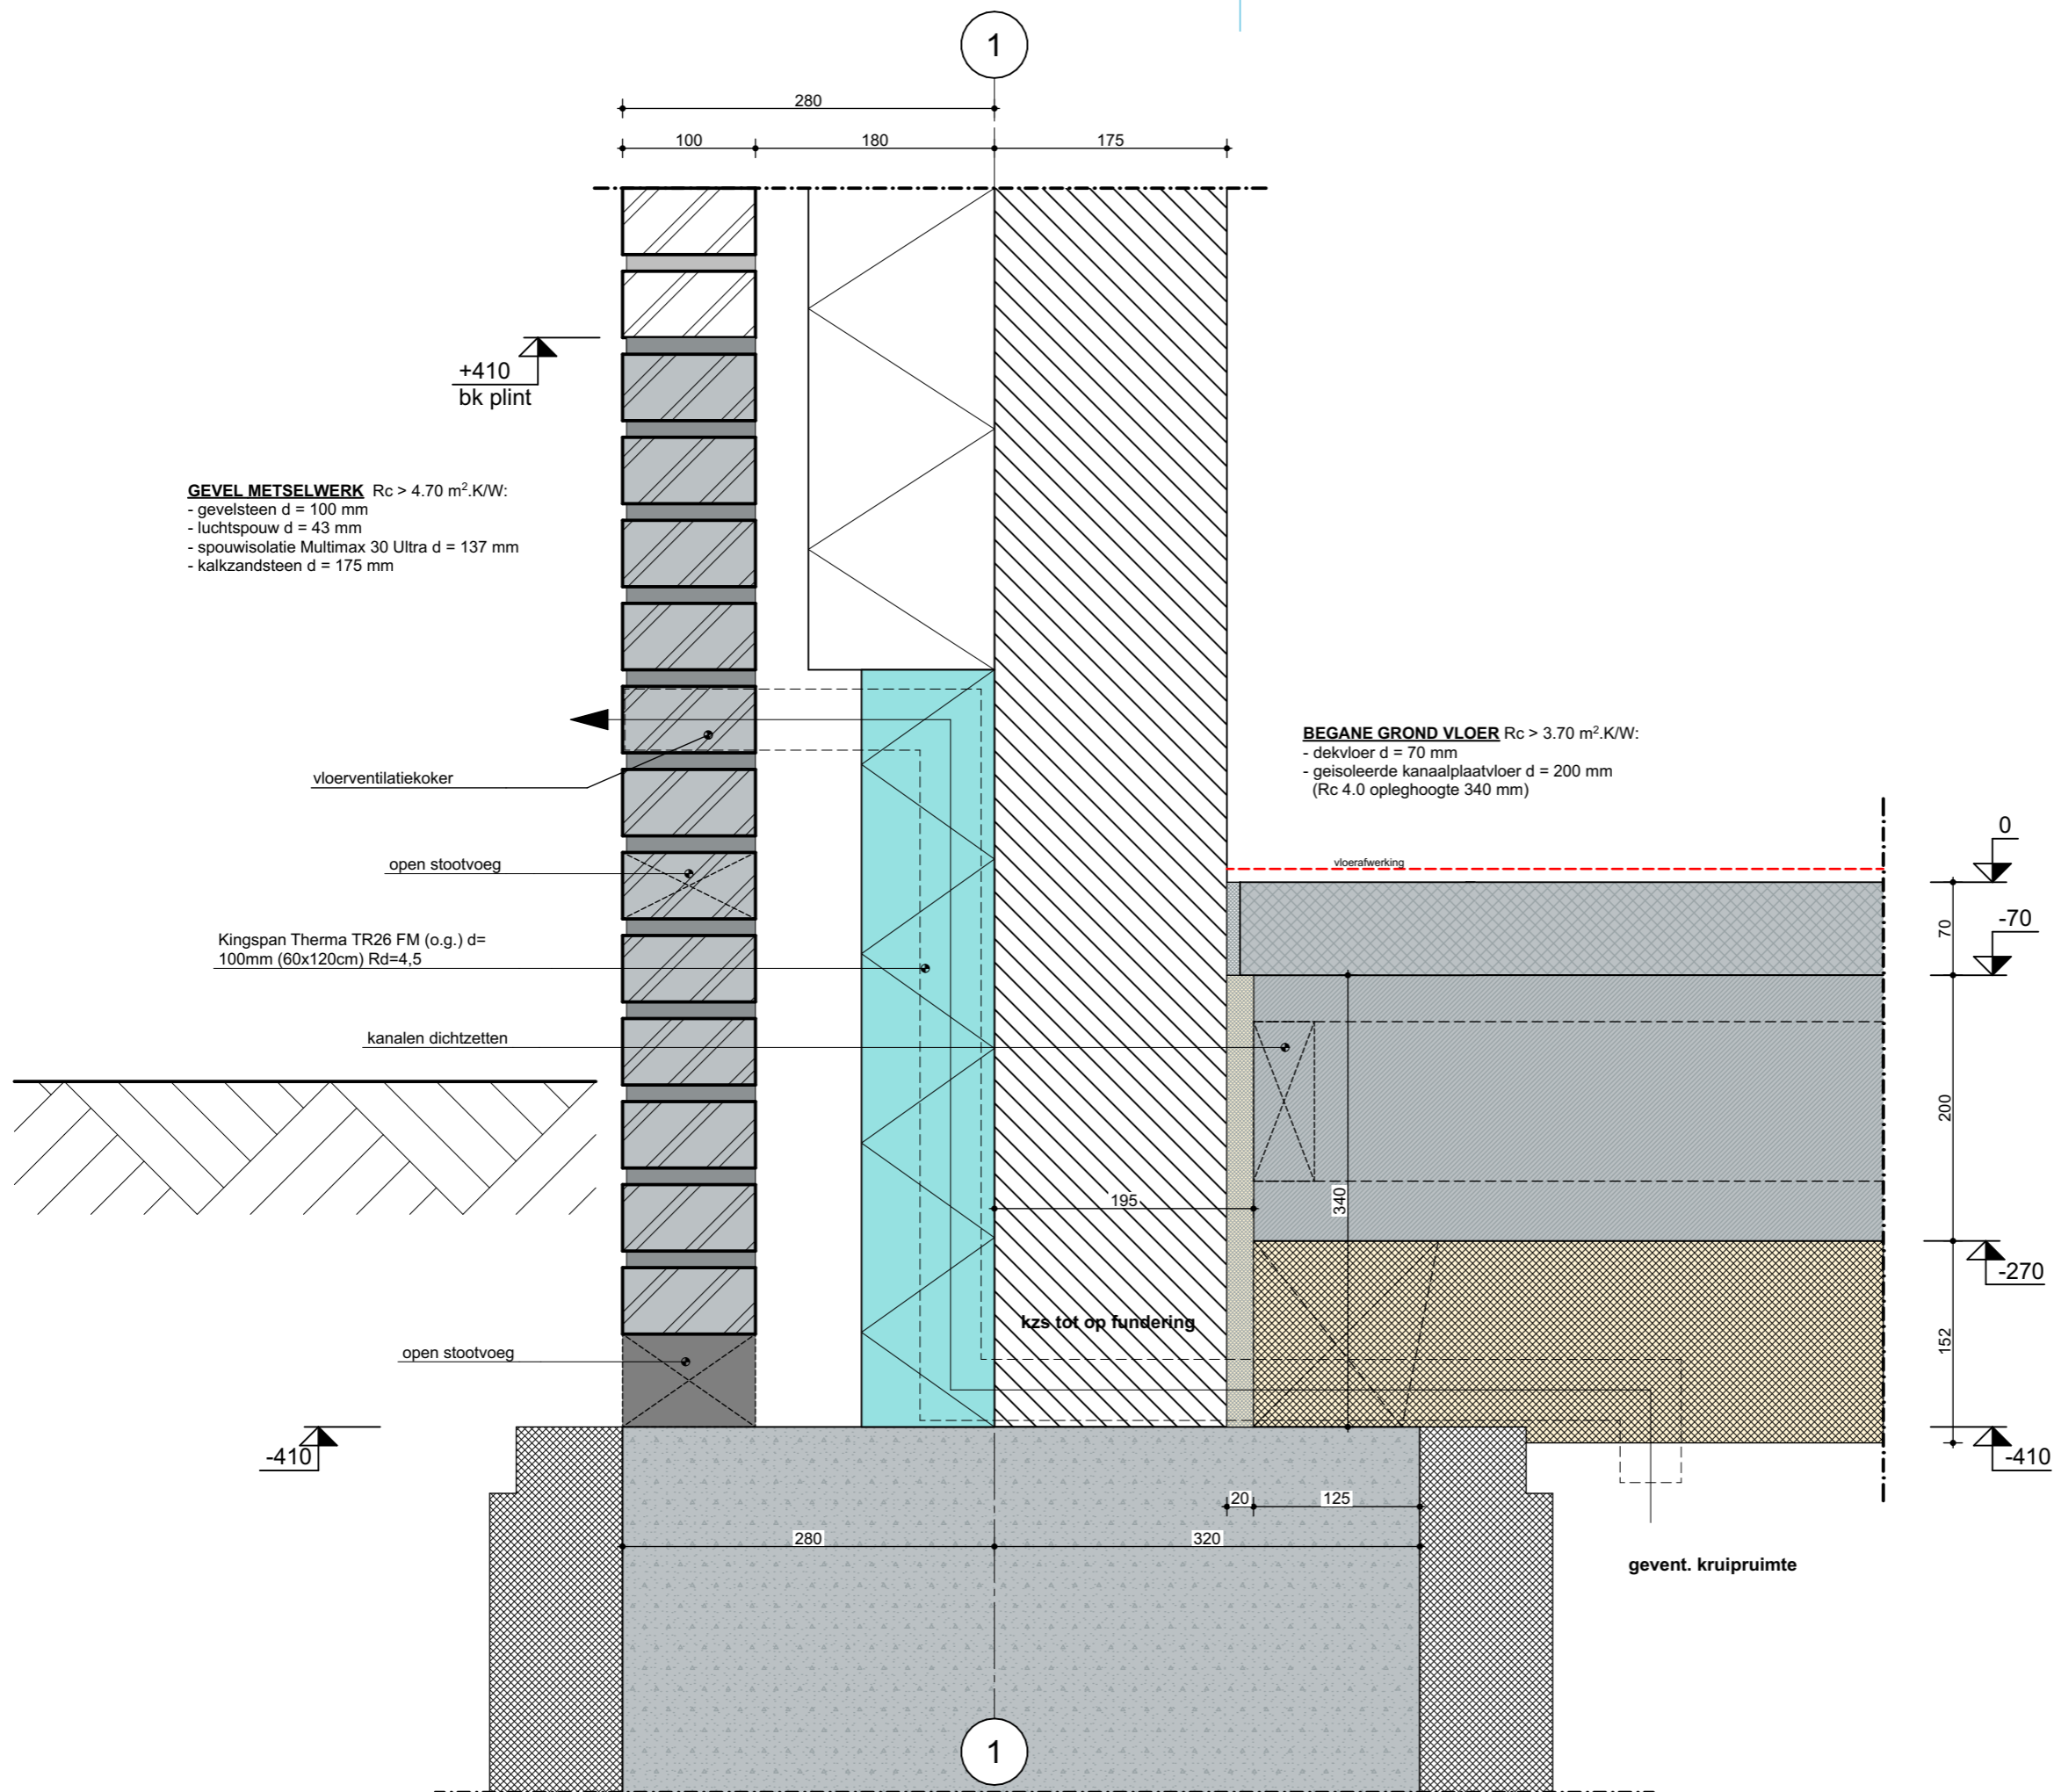 1
280
100
180
175
+410
bk plint
GEVEL METSELWERK Rc > 4.70 m².K/W:
- gevelsteen d = 100 mm
- luchtspouw d = 43 mm
- spouwisolatie Multimax 30 Ultra d = 137 mm
- kalkzandsteen d = 175 mm
BEGANE GROND VLOER Rc > 3.70 m².K/W:
- dekvloer d = 70 mm
- geisoleerde kanaalplaatvloer d = 200 mm
(Rc 4.0 opleghoogte 340 mm)
vloerventilatiekoker
open stootvoeg
vloerafwerking
0
Kingspan Therma TR26 FM (o.g.) d=
100mm (60x120cm) Rd=4,5
70
-70
kanalen dichtzetten
200
195
340
-270
kzs tot op fundering
152
open stootvoeg
-410
-410
20
125
280
320
gevent. kruipruimte
1